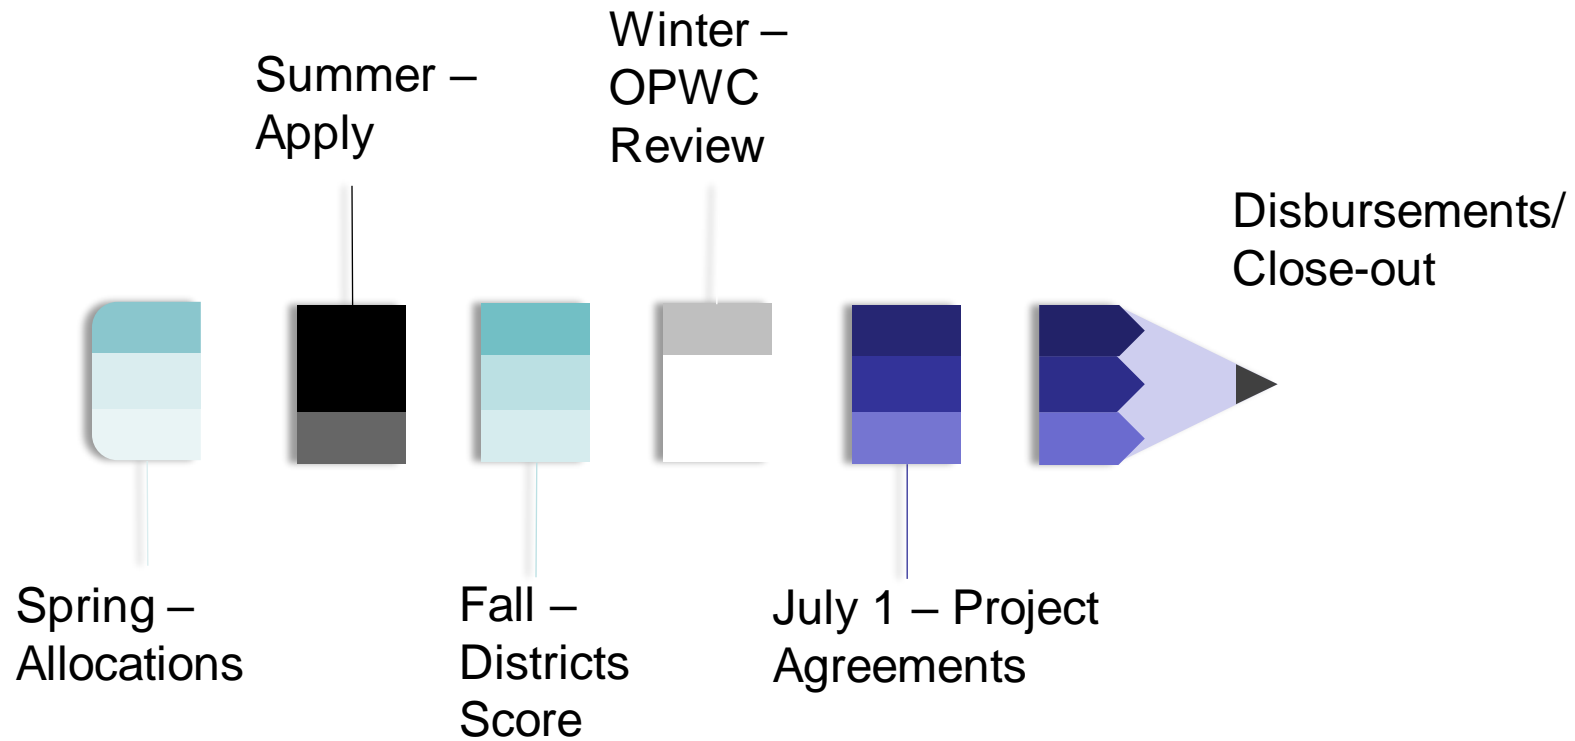 Spring –
Allocations
Summer –
Apply
Fall –
Districts
Score
Winter –
OPWC
Review
July 1 – Project
Agreements
Disbursements/
Close-out